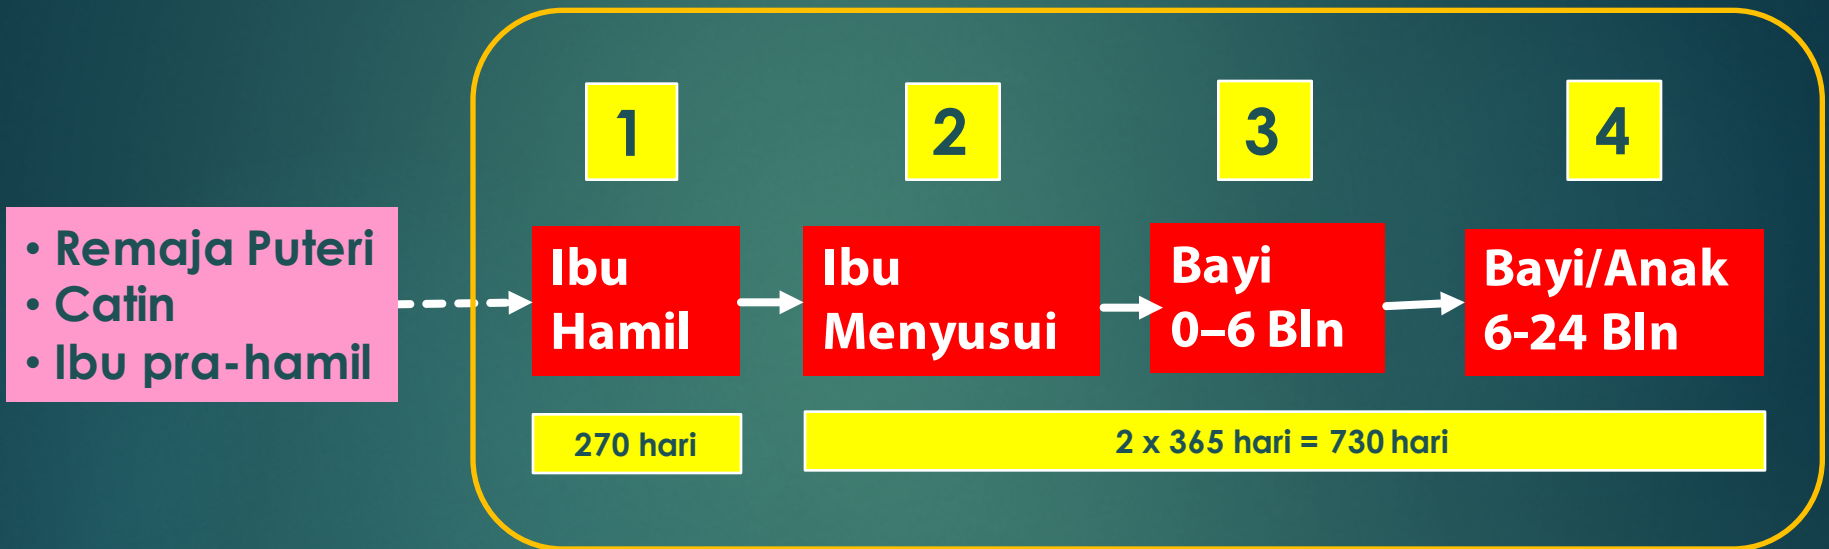 1
2
3
4
• Remaja Puteri
• Catin
• Ibu pra-hamil
Ibu
Hamil
Ibu
Menyusui
Bayi
0–6 Bln
Bayi/Anak
6-24 Bln
270 hari
2 x 365 hari = 730 hari